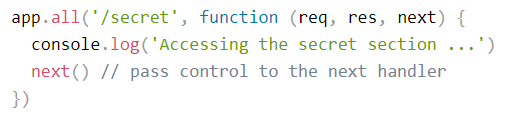 app.all('/secret', function (req, res, next) {
  console.log('Accessing the secret section ...')
  next() // pass control to the next handler
})